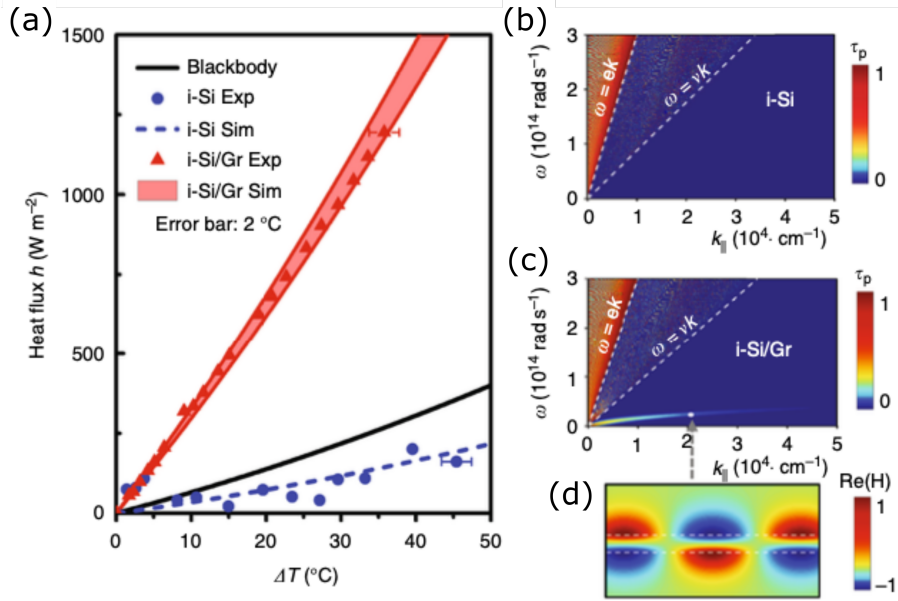 (a)
1500
1000
500
0
Heat flux h (W m⁻²)
Blackbody
i-Si Exp
i-Si Sim
i-Si/Gr Exp
i-Si/Gr Sim
Error bar: 2 °C
0 10 20 30 40 50
ΔT (°C)
(b)
3
2
1
0
ω (10¹⁴ rad s⁻¹)
ω = ek
ω = vk
i-Si
0 1 2 3 4 5
k∥ (10⁴· cm⁻¹)
τp
1
0
(c)
3
2
1
0
ω (10¹⁴ rad s⁻¹)
ω = ek
ω = vk
i-Si/Gr
0 1 2 3 4 5
k∥ (10⁴· cm⁻¹)
τp
1
0
(d)
Re(H)
1
−1